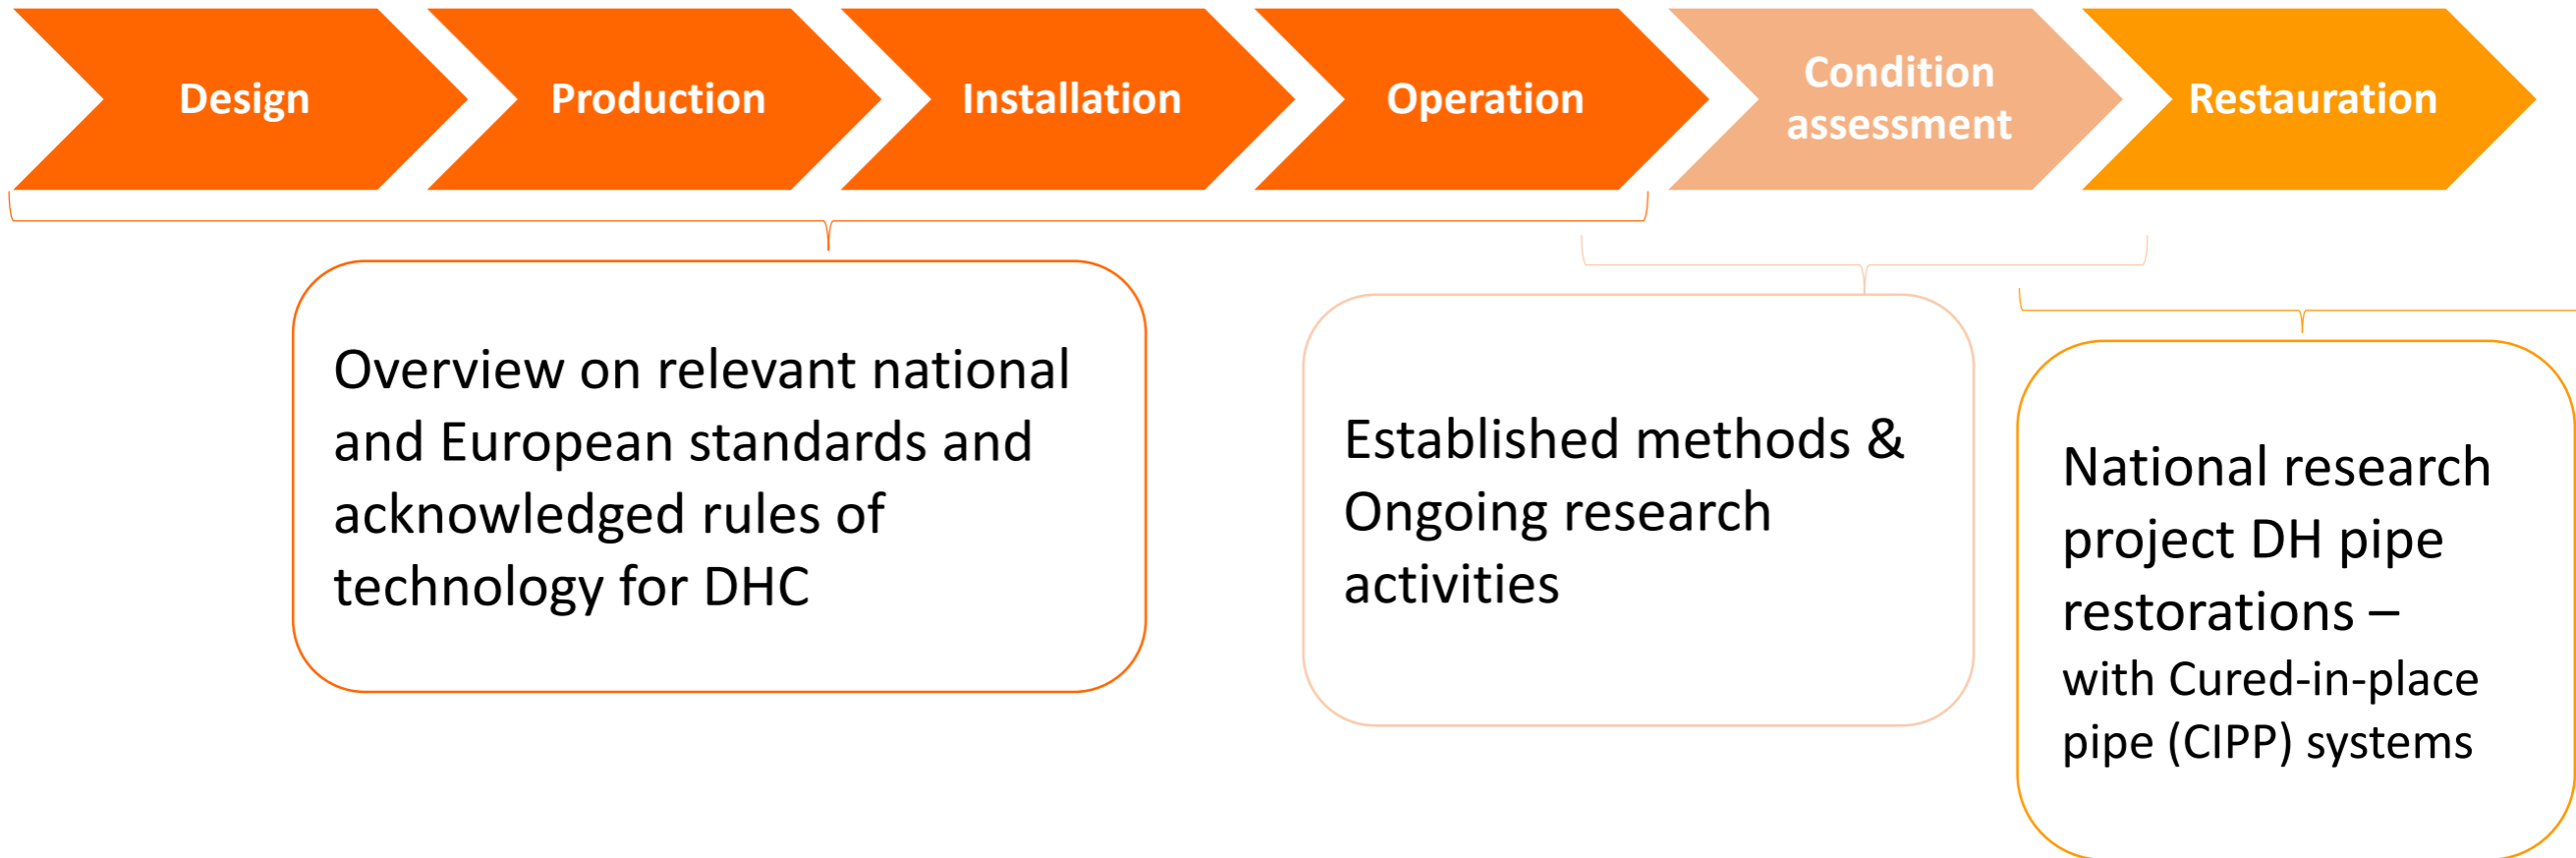 Design
Production
Installation
Operation
Condition
assessment
Restauration
Overview on relevant national
and European standards and
acknowledged rules of
technology for DHC
Established methods &
Ongoing research
activities
National research
project DH pipe
restorations –
with Cured-in-place
pipe (CIPP) systems